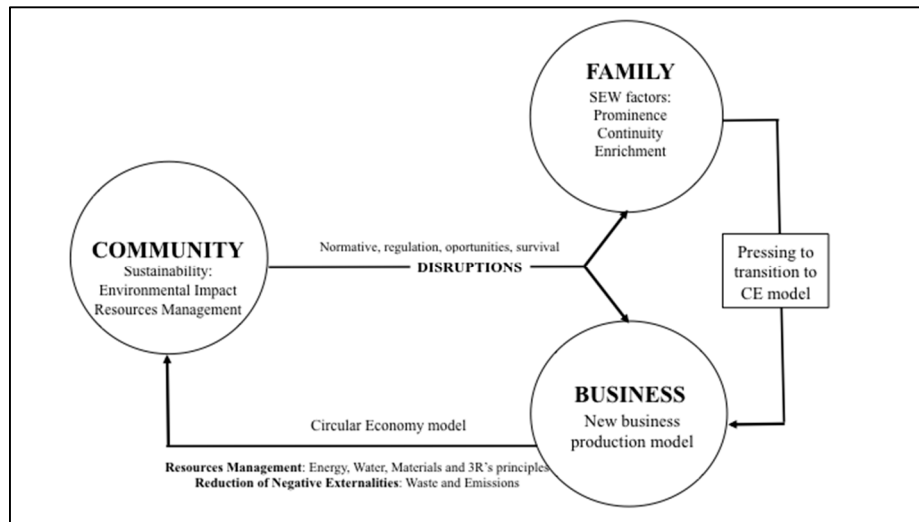 FAMILY
SEW factors:
Prominence
Continuity
Enrichment
COMMUNITY
Sustainability:
Environmental Impact
Resources Management
Normative, regulation, oportunities, survival
DISRUPTIONS
Pressing to
transition to
CE model
BUSINESS
New business
production model
Circular Economy model
Resources Management: Energy, Water, Materials and 3R's principles
Reduction of Negative Externalities: Waste and Emissions